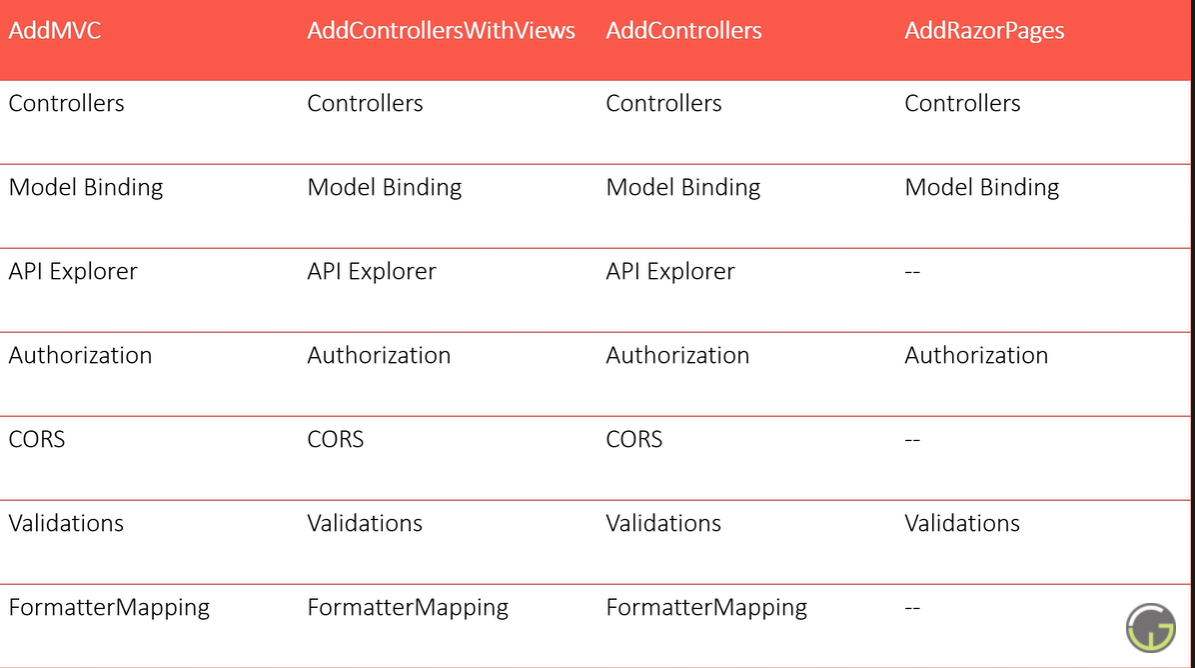 AddMVC AddControllersWithViews AddControllers AddRazorPages
Controllers Controllers Controllers Controllers
Model Binding Model Binding Model Binding Model Binding
API Explorer API Explorer API Explorer --
Authorization Authorization Authorization Authorization
CORS CORS CORS --
Validations Validations Validations Validations
FormatterMapping FormatterMapping FormatterMapping --